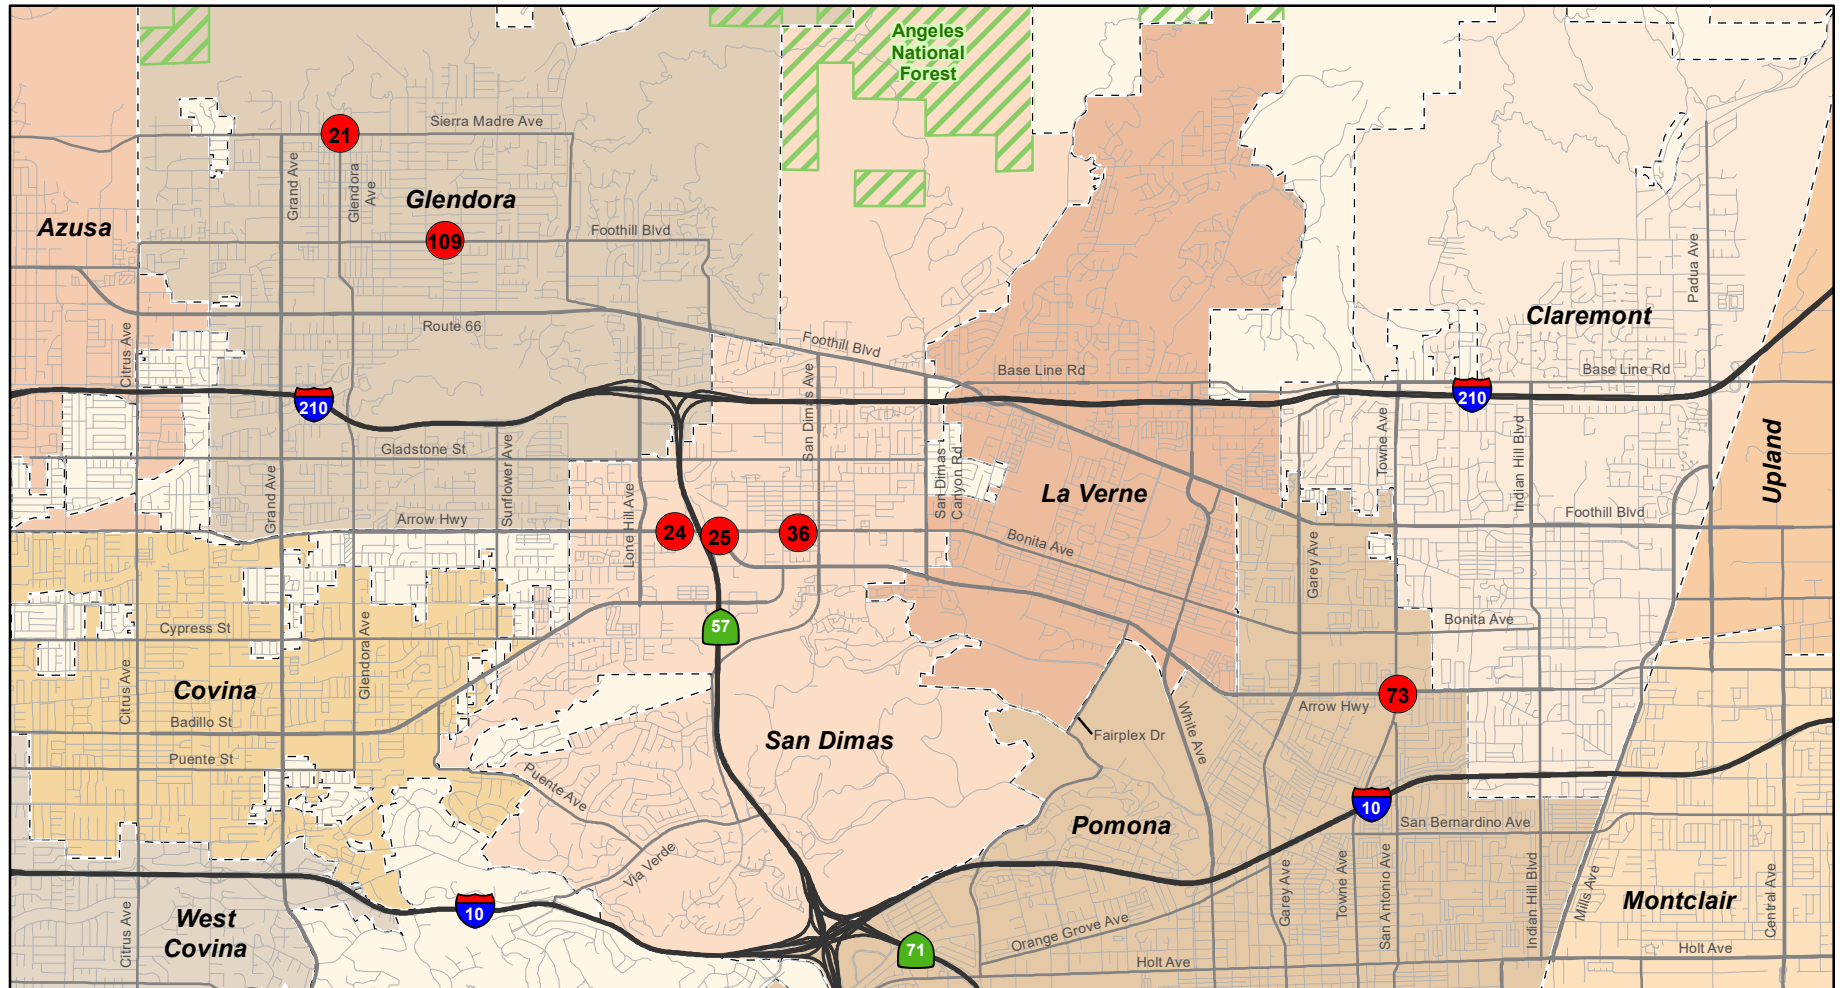 Angeles
National
Forest
Sierra Madre Ave
21
Grand Ave
Glendora
Ave
Glendora
Azusa
109
Foothill Blvd
Padua Ave
Claremont
Route 66
Citrus Ave
Foothill Blvd
Base Line Rd
Base Line Rd
San Dimas Ave
210
210
Towne Ave
Indian Hill Blvd
Upland
Gladstone St
Sunflower Ave
Grand Ave
San Dimas
Canyon Rd
La Verne
Lone Hill Ave
Arrow Hwy
Foothill Blvd
24
25
36
Bonita Ave
Garey Ave
57
Cypress St
Glendora Ave
Bonita Ave
Citrus Ave
Covina
Badillo St
73
Arrow Hwy
White Ave
Fairplex Dr
San Dimas
Puente St
Puente Ave
10
Pomona
San Bernardino Ave
Via Verde
Garey Ave
Towne Ave
San Antonio Ave
Indian Hill Blvd
Mills Ave
Montclair
Central Ave
West
Covina
Citrus Ave
10
Orange Grove Ave
71
Holt Ave
Holt Ave